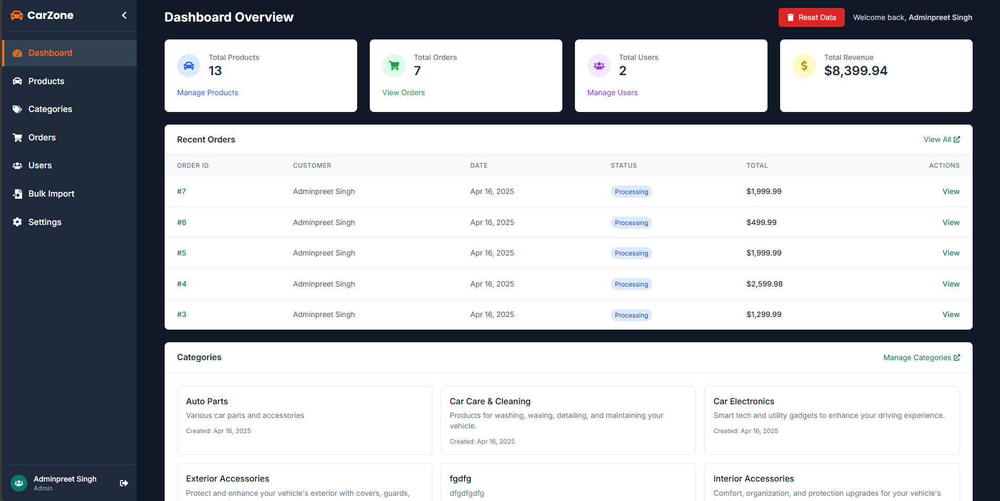 CarZone
Dashboard
Products
Categories
Orders
Users
Bulk Import
Settings
Adminpreet Singh
Admin
Dashboard Overview
Reset Data
Welcome back, Adminpreet Singh
Total Products
13
Manage Products
Total Orders
7
View Orders
Total Users
2
Manage Users
Total Revenue
$8,399.94
Recent Orders
View All
ORDER ID CUSTOMER DATE STATUS TOTAL ACTIONS
#7 Adminpreet Singh Apr 16, 2025 Processing $1,999.99 View
#6 Adminpreet Singh Apr 16, 2025 Processing $499.99 View
#5 Adminpreet Singh Apr 16, 2025 Processing $1,999.99 View
#4 Adminpreet Singh Apr 16, 2025 Processing $2,599.98 View
#3 Adminpreet Singh Apr 16, 2025 Processing $1,299.99 View
Categories
Manage Categories
Auto Parts
Various car parts and accessories
Created: Apr 16, 2025
Car Care & Cleaning
Products for washing, waxing, detailing, and maintaining your
vehicle.
Created: Apr 16, 2025
Car Electronics
Smart tech and utility gadgets to enhance your driving experience.
Created: Apr 16, 2025
Exterior Accessories
Protect and enhance your vehicle's exterior with covers, guards,
fgdfg
dfgdfgdfg
Interior Accessories
Comfort, organization, and protection upgrades for your vehicle's